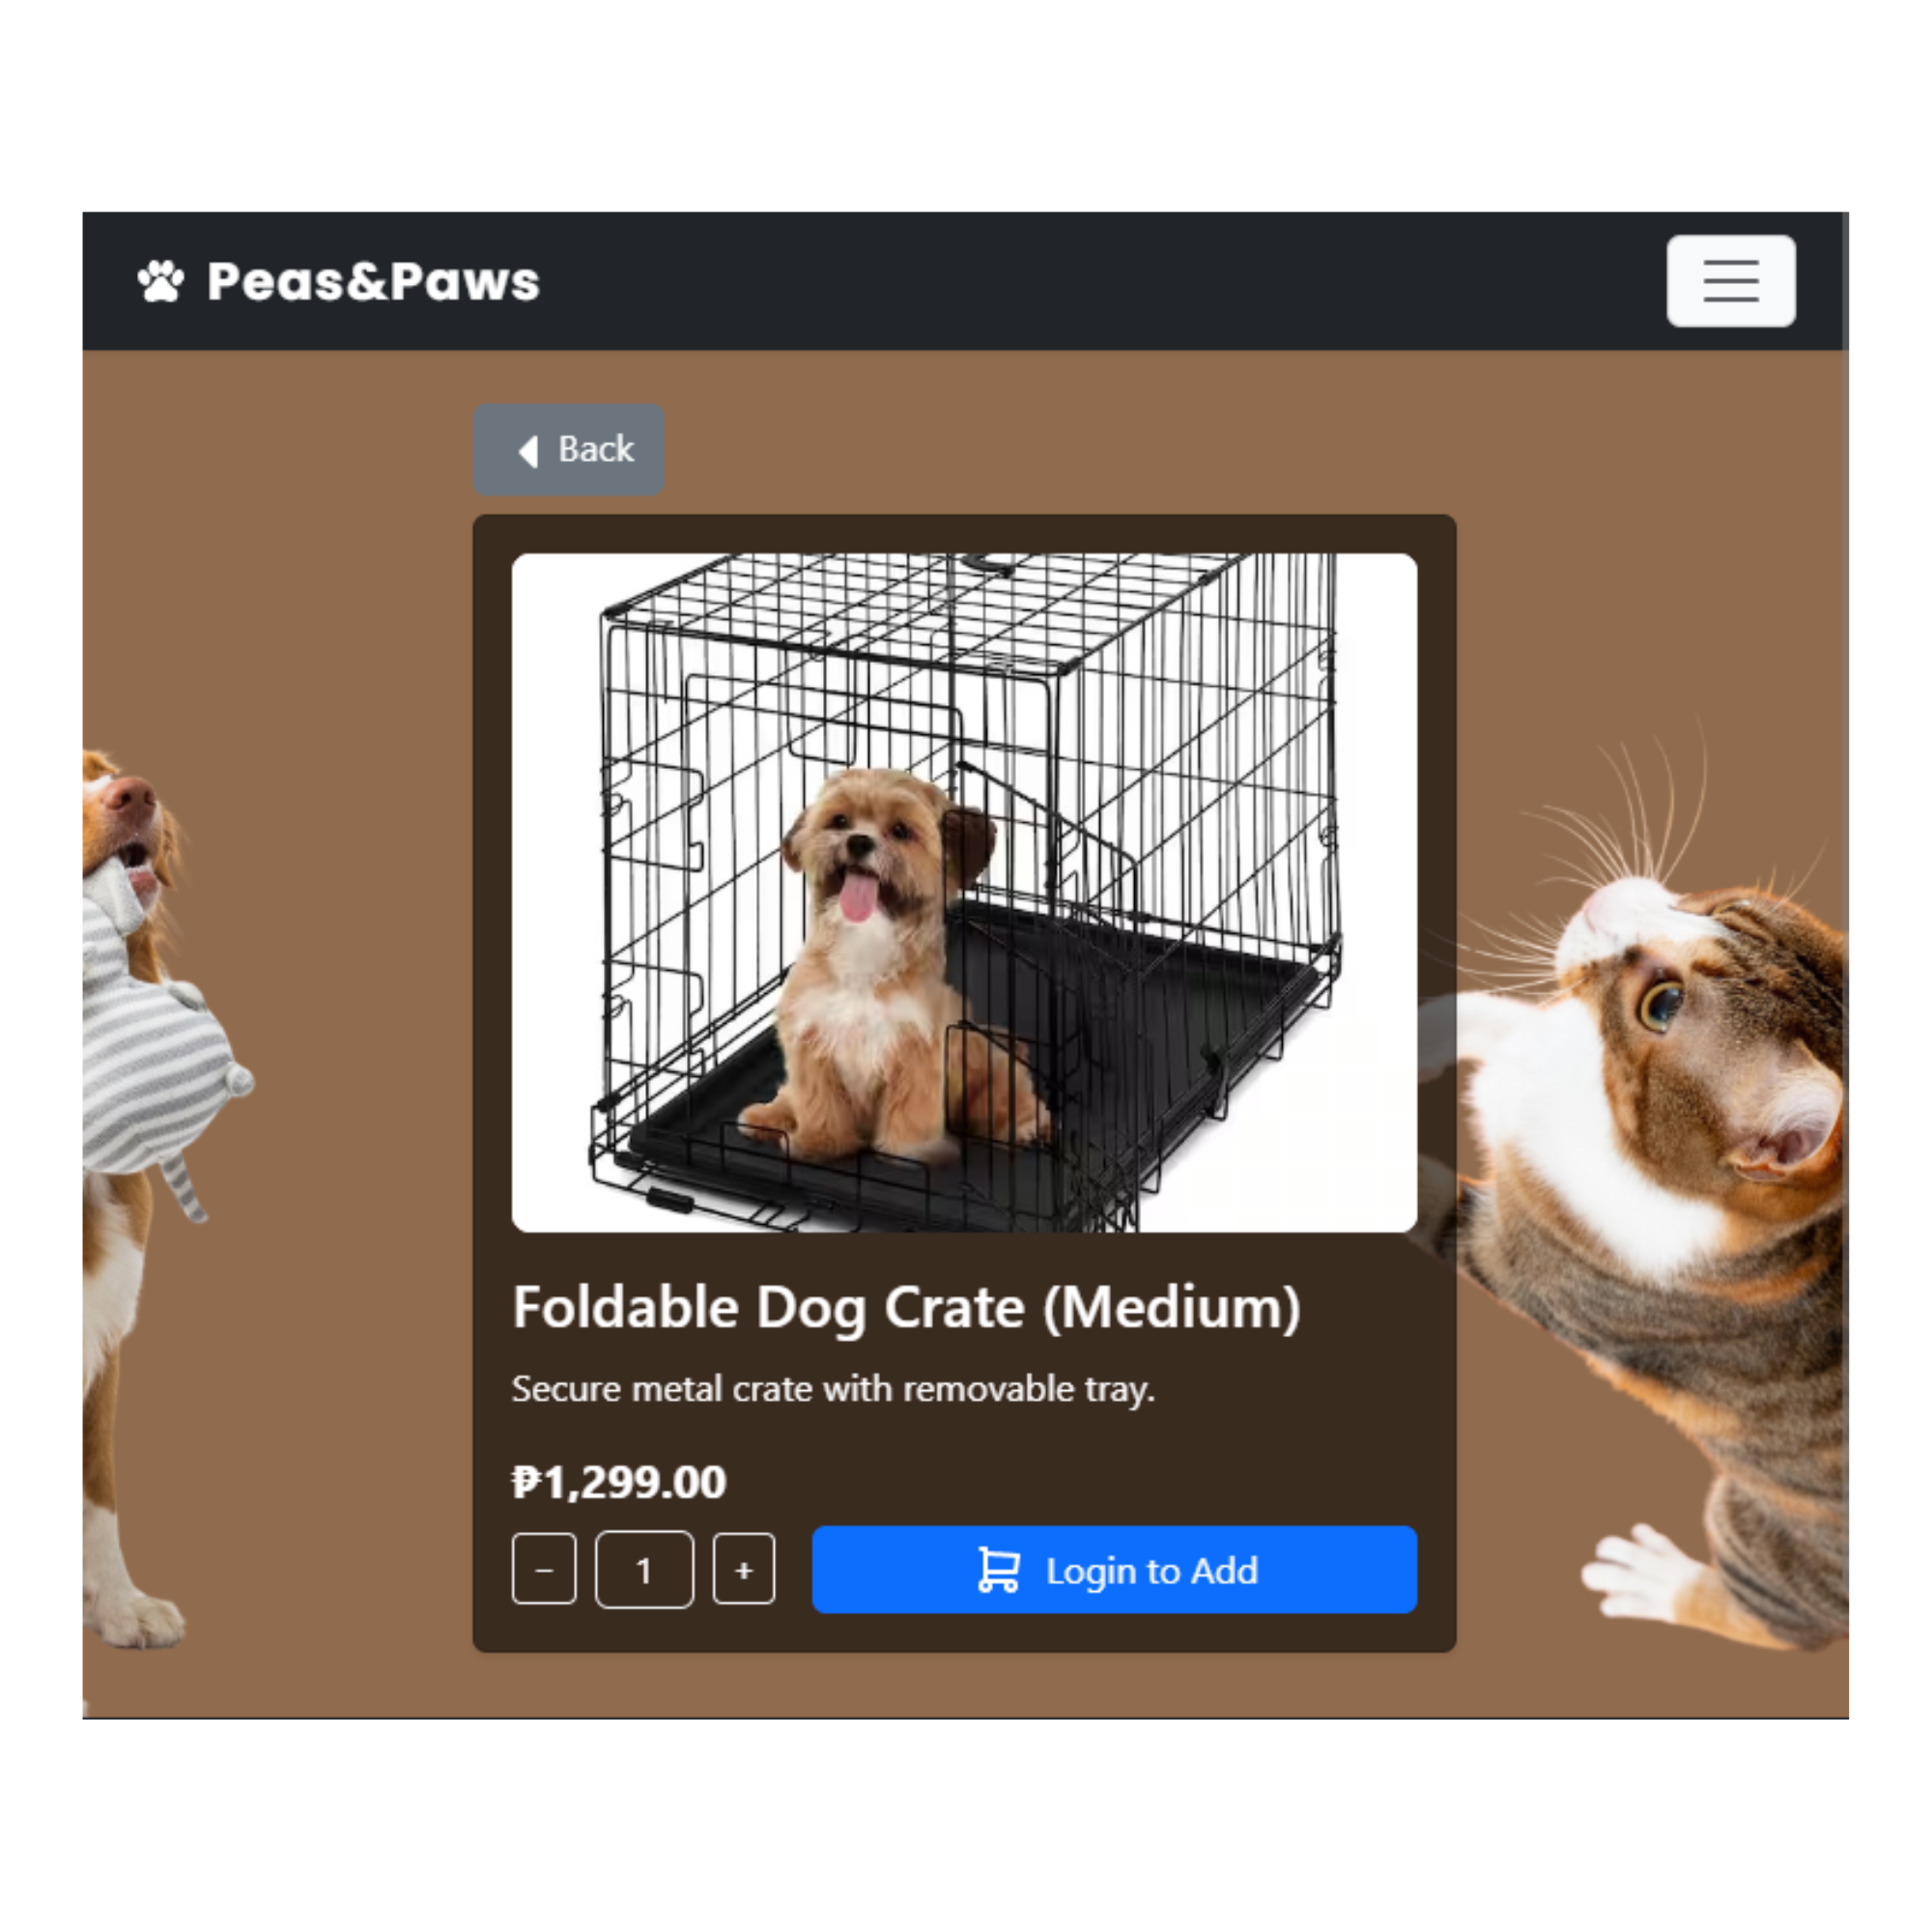 Peas&Paws
Back
Foldable Dog Crate (Medium)
Secure metal crate with removable tray.
₱1,299.00
− 1 + Login to Add